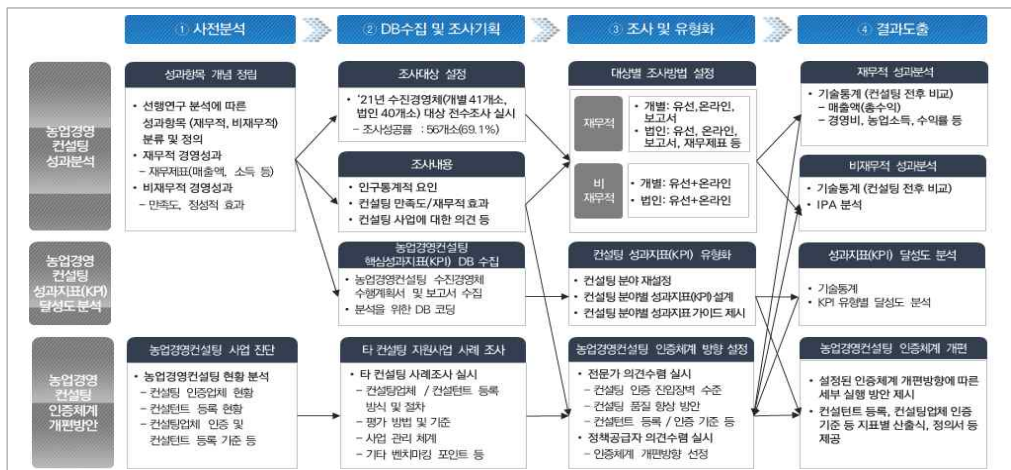 ① 사전분석
② DB수집 및 조사기획
③ 조사 및 유형화
④ 결과도출
농업경영
컨설팅
성과분석
성과항목 개념 정립
• 선행연구 분석에 따른
성과항목 (재무적, 비재무적)
분류 및 정의
• 재무적 경영성과
– 재무제표(매출액, 소득 등)
• 비재무적 경영성과
– 만족도, 정성적 효과
조사대상 설정
• '21년 수진경영체(개별 41개소,
법인 40개소) 대상 전수조사 실시
– 조사성공률 : 56개소(69.1%)
조사내용
• 인구통계적 요인
• 컨설팅 만족도/재무적 효과
• 컨설팅 사업에 대한 의견 등
대상별 조사방법 설정
재무적
• 개별: 유선,온라인,
보고서
• 법인: 유선, 온라인,
보고서, 재무제표 등
비
재무적
• 개별: 유선+온라인
• 법인: 유선+온라인
재무적 성과분석
• 기술통계 (컨설팅 전후 비교)
– 매출액(총수익)
– 경영비, 농업소득, 수익률 등
비재무적 성과분석
• 기술통계 (컨설팅 전후 비교)
• IPA 분석
농업경영
컨설팅
성과지표(KPI)
달성도 분석
농업경영컨설팅
핵심성과지표(KPI) DB 수집
• 농업경영컨설팅 수진경영체
수행계획서 및 보고서 수집
• 분석을 위한 DB 코딩
컨설팅 성과지표(KPI) 유형화
• 컨설팅 분야 재설정
• 컨설팅 분야별 성과지표(KPI) 설계
• 컨설팅 분야별 성과지표 가이드 제시
성과지표(KPI) 달성도 분석
• 기술통계
• KPI 유형별 달성도 분석
농업경영
컨설팅
인증체계
개편방안
농업경영컨설팅 사업 진단
• 농업경영컨설팅 현황 분석
– 컨설팅 인증업체 현황
– 컨설턴트 등록 현황
– 컨설팅업체 인증 및
컨설턴트 등록 기준 등
타 컨설팅 지원사업 사례 조사
• 타 컨설팅 사례조사 실시
– 컨설팅업체 / 컨설턴트 등록
방식 및 절차
– 평가 방법 및 기준
– 사업 관리 체계
– 기타 벤치마킹 포인트 등
농업경영컨설팅 인증체계 방향 설정
• 전문가 의견수렴 실시
– 컨설팅 인증 진입장벽 수준
– 컨설팅 품질 향상 방안
– 컨설턴트 등록 / 인증 기준 등
• 정책공급자 의견수렴 실시
– 인증체계 개편방향 선정
농업경영컨설팅 인증체계 개편
• 설정된 인증체계 개편방향에 따른
세부 실행 방안 제시
• 컨설턴트 등록, 컨설팅업체 인증
기준 등 지표별 산출식, 정의서 등
제공